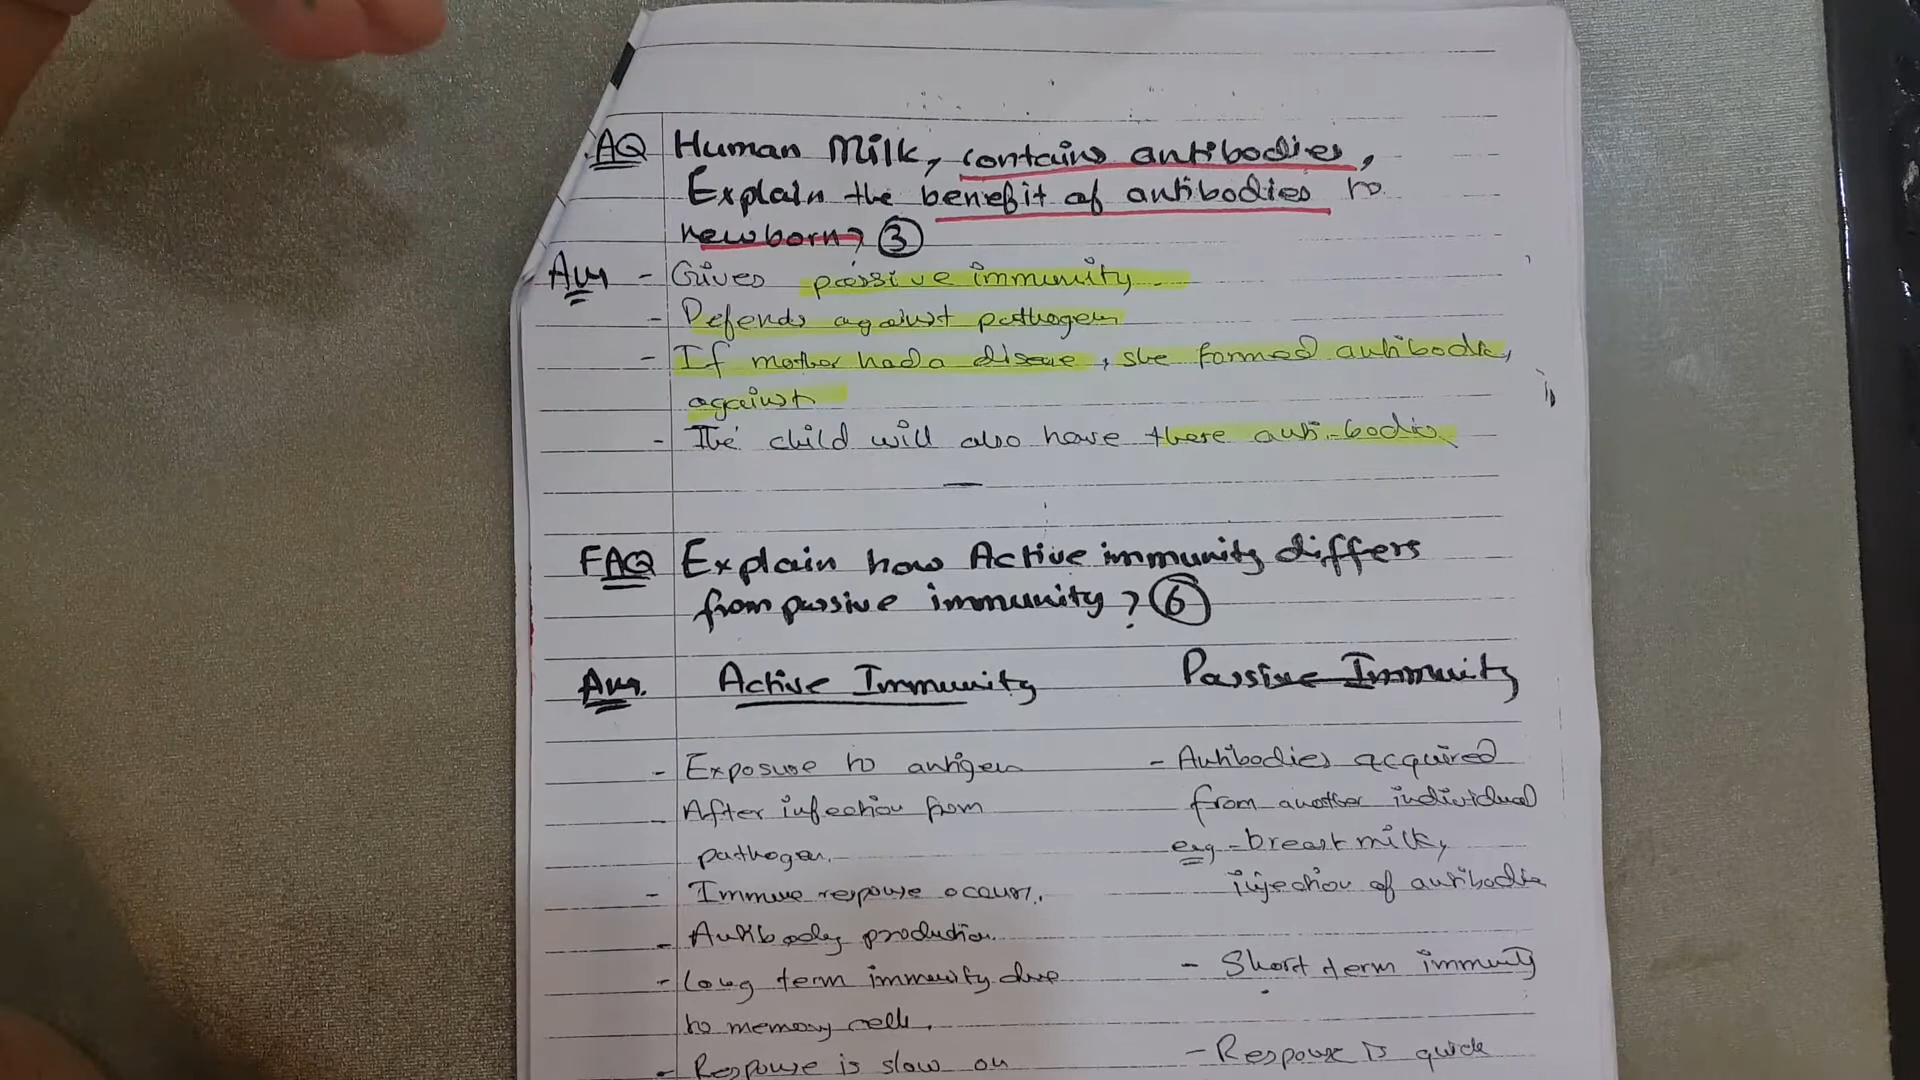 AQ Human Milk, contains antibodies,
Explain the benefit of antibodies to
newborn? ③
Ans - Gives passive immunity.
- Defends against pathogen
- If mother had a disease, she formed antibodies,
against
- The child will also have these anti-bodies
FAQ Explain how Active immunity differs
from passive immunity? ⑥
Ans. Active Immunity
- Exposure to antigen
- After infection from
pathogen.
- Immune response occurs.
- Antibody production.
- Long term immunity due
to memory cells.
- Response is slow on
Passive Immunity
- Antibodies acquired
from another individual
e.g - breast milk,
injection of antibodies
- Short term immunity
- Response is quick